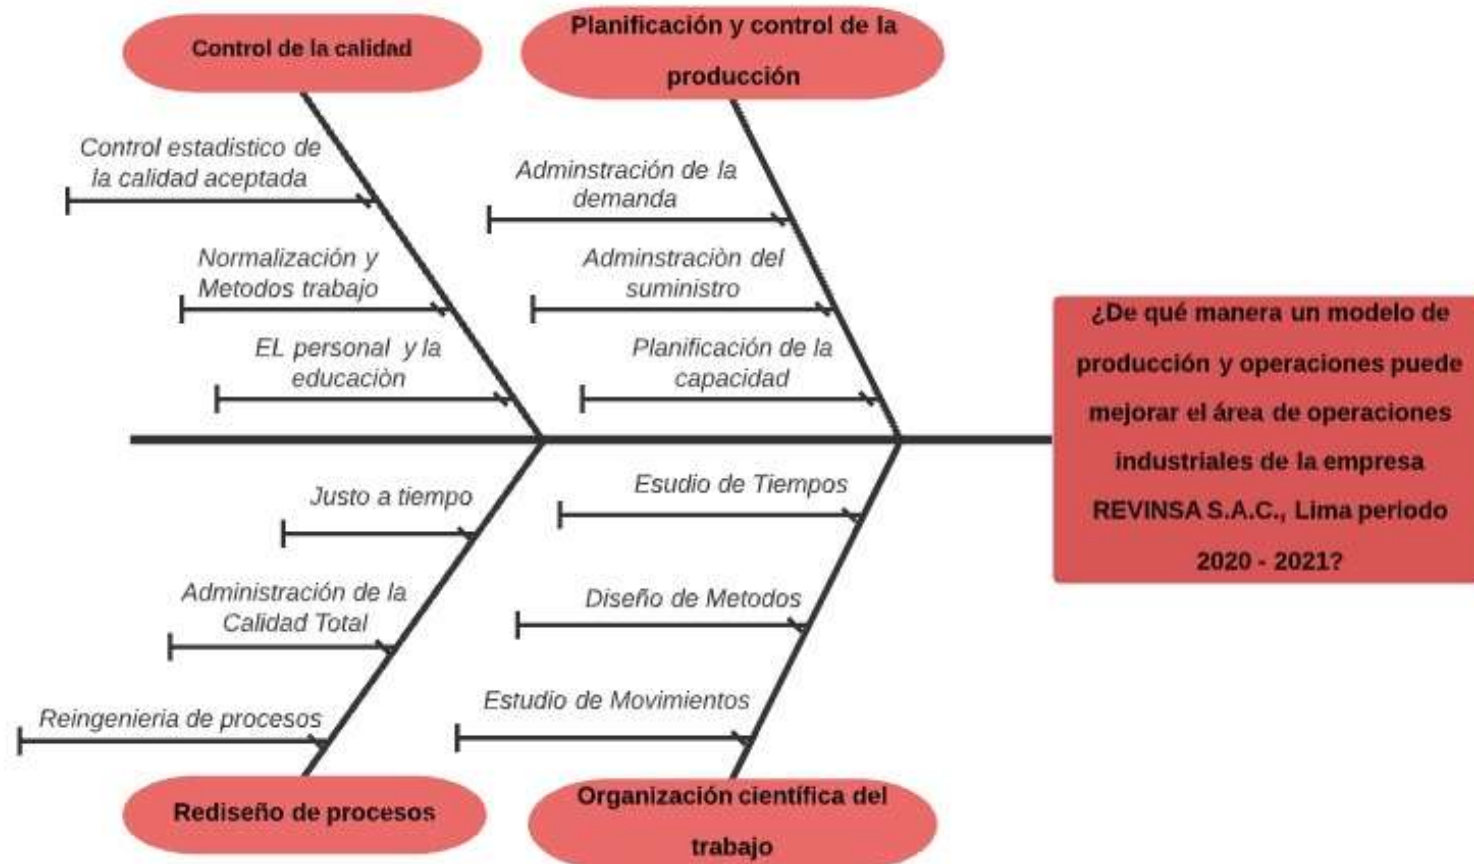 Control de la calidad
Planificación y control de la
producción
Control estadistico de
la calidad aceptada
Normalización y
Metodos trabajo
EL personal y la
educaciòn
Adminstración de la
demanda
Adminstraciòn del
suministro
Planificación de la
capacidad
¿De qué manera un modelo de
producción y operaciones puede
mejorar el área de operaciones
industriales de la empresa
REVINSA S.A.C., Lima periodo
2020 - 2021?
Justo a tiempo
Administración de la
Calidad Total
Reingenieria de procesos
Esudio de Tiempos
Diseño de Metodos
Estudio de Movimientos
Rediseño de procesos
Organización científica del
trabajo